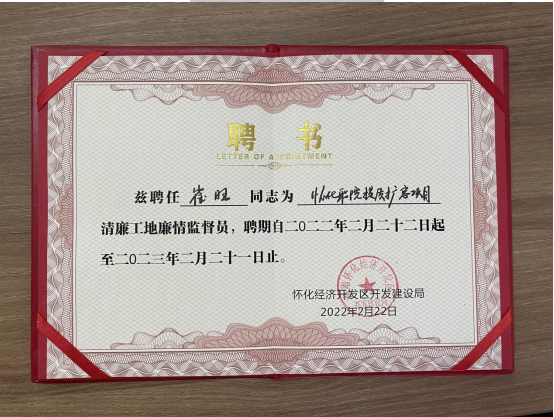 聘 书
LETTER OF APPOINTMENT
兹聘任 崔旺 同志为 怀化职院提质扩容项目
清廉工地廉情监督员，聘期自二0二二年二月二十二日起
至二0二三年二月二十一日止。
怀化经济开发区开发建设局
2022年2月22日